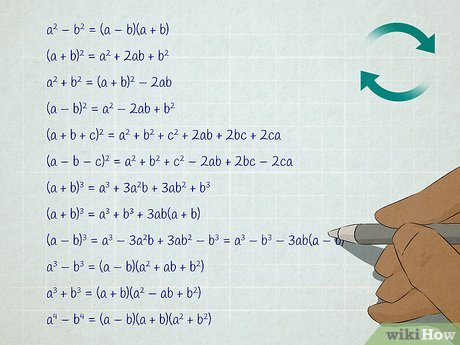 a² – b² = (a – b)(a + b)
(a + b)² = a² + 2ab + b²
a² + b² = (a + b)² – 2ab
(a – b)² = a² – 2ab + b²
(a + b + c)² = a² + b² + c² + 2ab + 2bc + 2ca
(a – b – c)² = a² + b² + c² – 2ab + 2bc – 2ca
(a + b)³ = a³ + 3a²b + 3ab² + b³
(a + b)³ = a³ + b³ + 3ab(a + b)
(a – b)³ = a³ – 3a²b + 3ab² – b³ = a³ – b³ – 3ab(a – b)
a³ – b³ = (a – b)(a² + ab + b²)
a³ + b³ = (a + b)(a² – ab + b²)
a⁴ – b⁴ = (a – b)(a + b)(a² + b²)
wikiHow